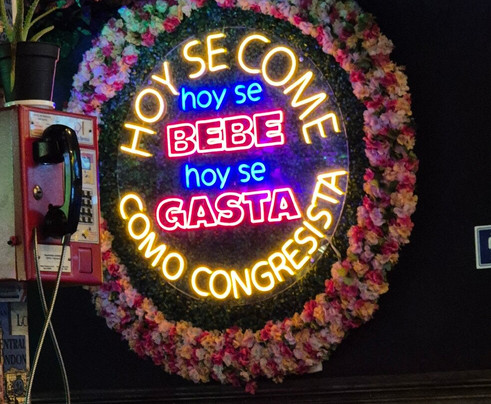 HOY SE COME
hoy se
BEBE
hoy se
GASTA
COMO CONGRESISTA